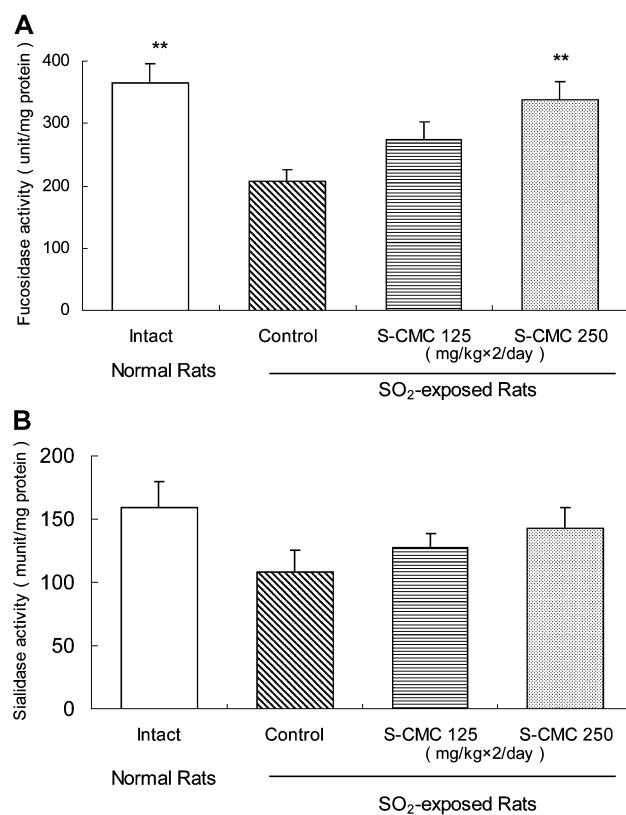 A
Fucosidase activity ( unit/mg protein )
400
300
200
100
0
**
**
Intact
Control
S-CMC 125
S-CMC 250
( mg/kg×2/day )
Normal Rats
SO₂-exposed Rats
B
Sialidase activity ( munit/mg protein )
200
150
100
50
0
Intact
Control
S-CMC 125
S-CMC 250
( mg/kg×2/day )
Normal Rats
SO₂-exposed Rats